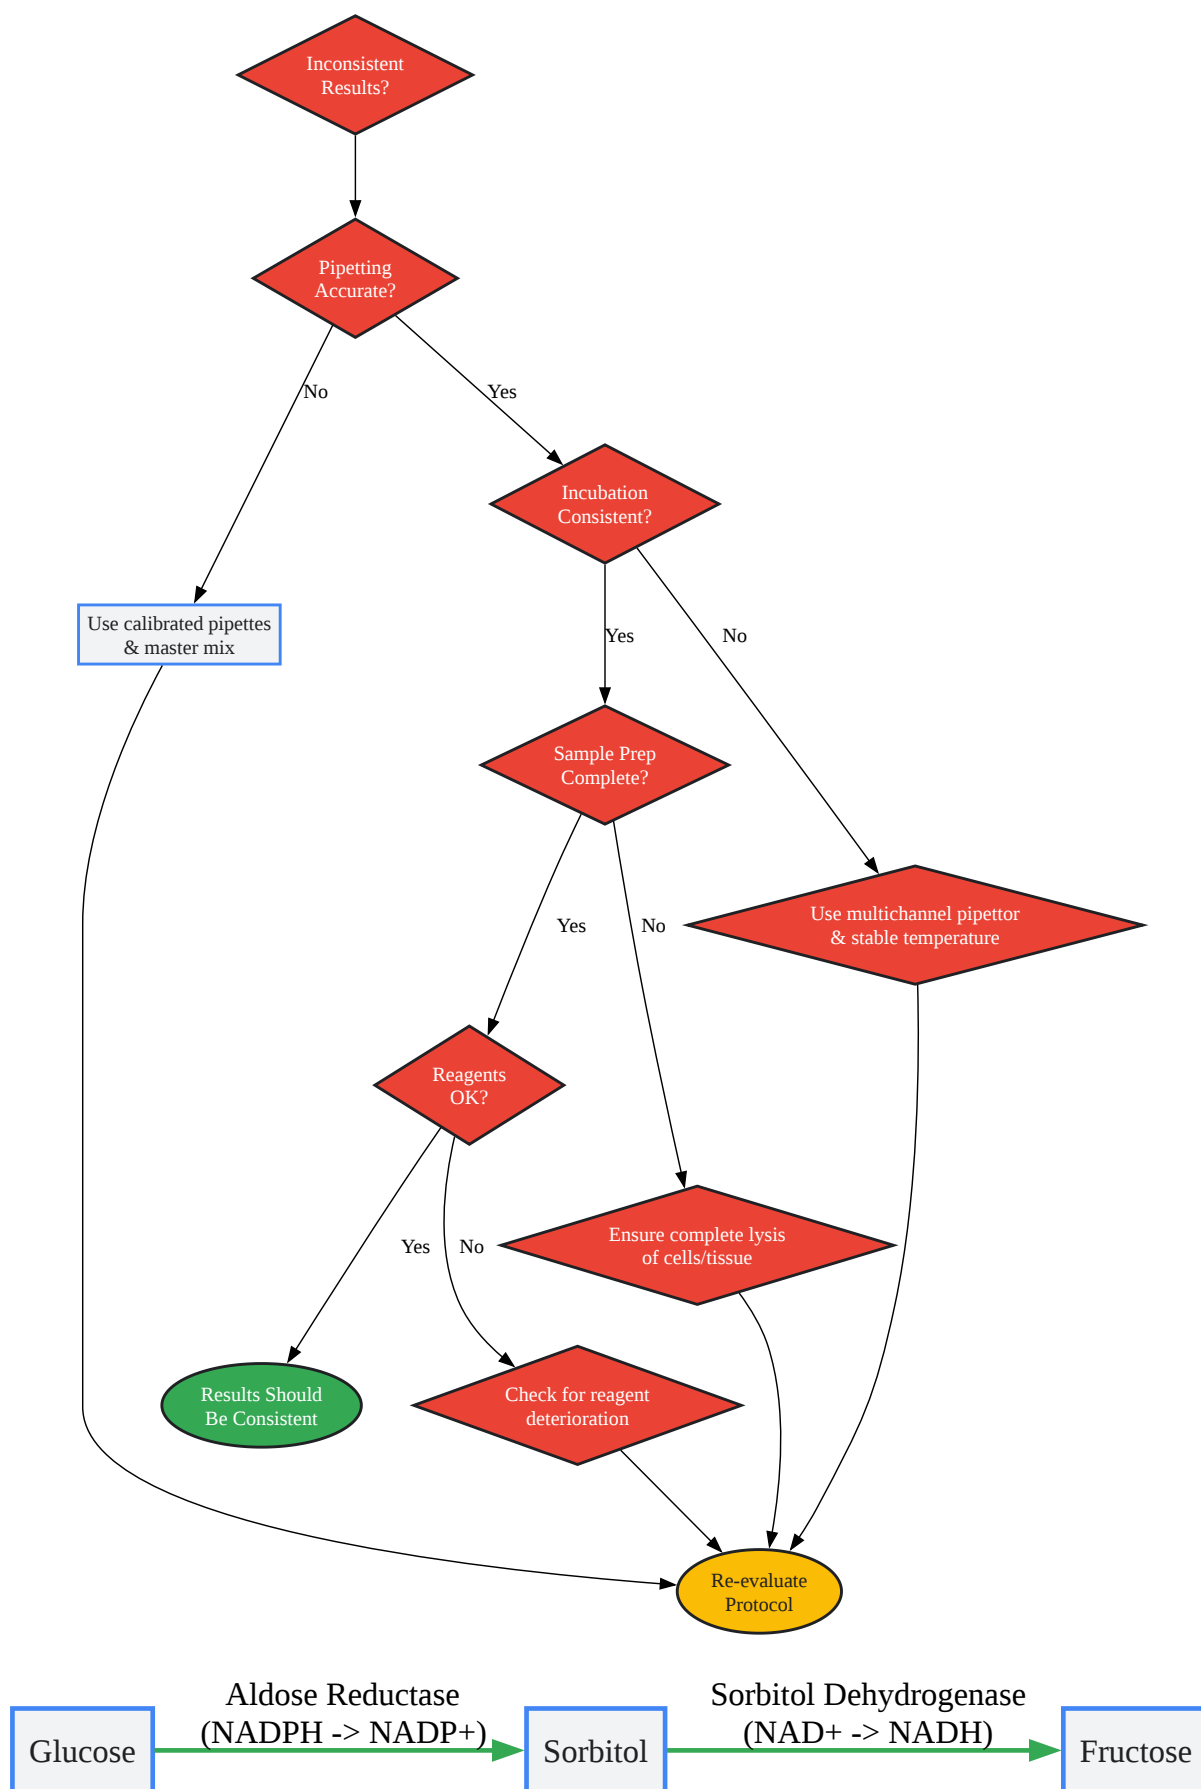 Inconsistent
Results?
Pipetting
Accurate?
No
Yes
Incubation
Consistent?
Use calibrated pipettes
& master mix
Yes
No
Sample Prep
Complete?
Use multichannel pipettor
& stable temperature
Yes
No
Reagents
OK?
Ensure complete lysis
of cells/tissue
Yes
No
Results Should
Be Consistent
Check for reagent
deterioration
Re-evaluate
Protocol
Aldose Reductase
(NADPH -> NADP+)
Sorbitol Dehydrogenase
(NAD+ -> NADH)
Glucose
Sorbitol
Fructose